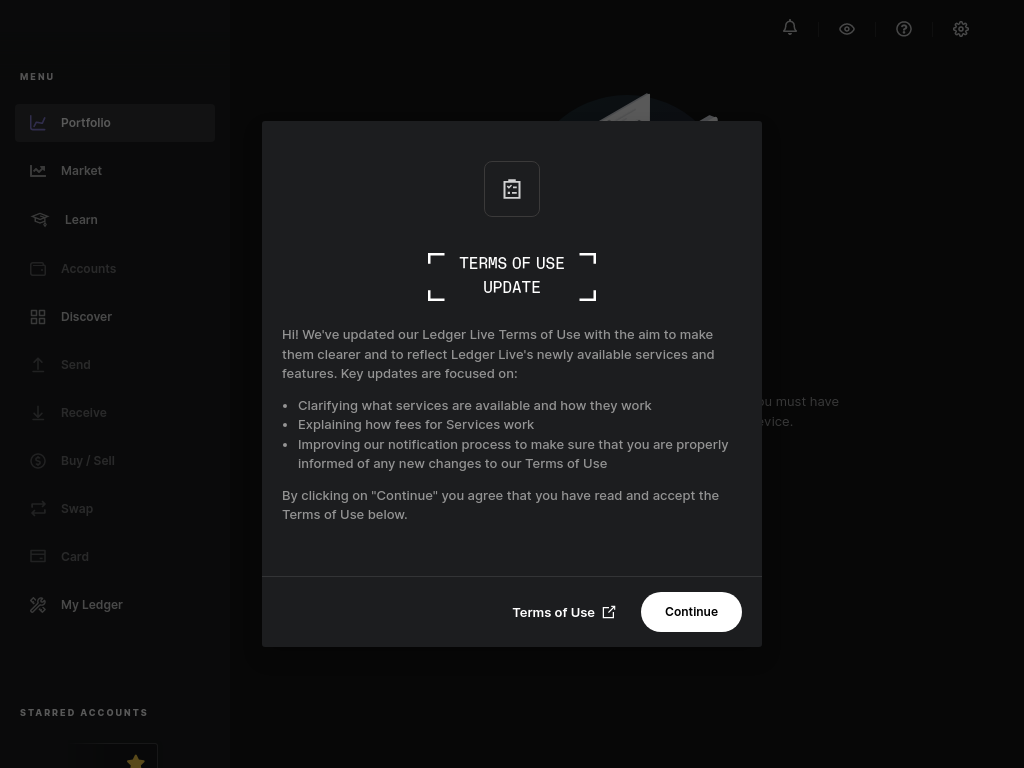 MENU
Portfolio
Market
Learn
Accounts
Discover
Send
Receive
Buy / Sell
Swap
Card
My Ledger
STARRED ACCOUNTS
TERMS OF USE
UPDATE
Hi! We've updated our Ledger Live Terms of Use with the aim to make
them clearer and to reflect Ledger Live's newly available services and
features. Key updates are focused on:
• Clarifying what services are available and how they work
• Explaining how fees for Services work
• Improving our notification process to make sure that you are properly
informed of any new changes to our Terms of Use
By clicking on "Continue" you agree that you have read and accept the
Terms of Use below.
Terms of Use
Continue
must have